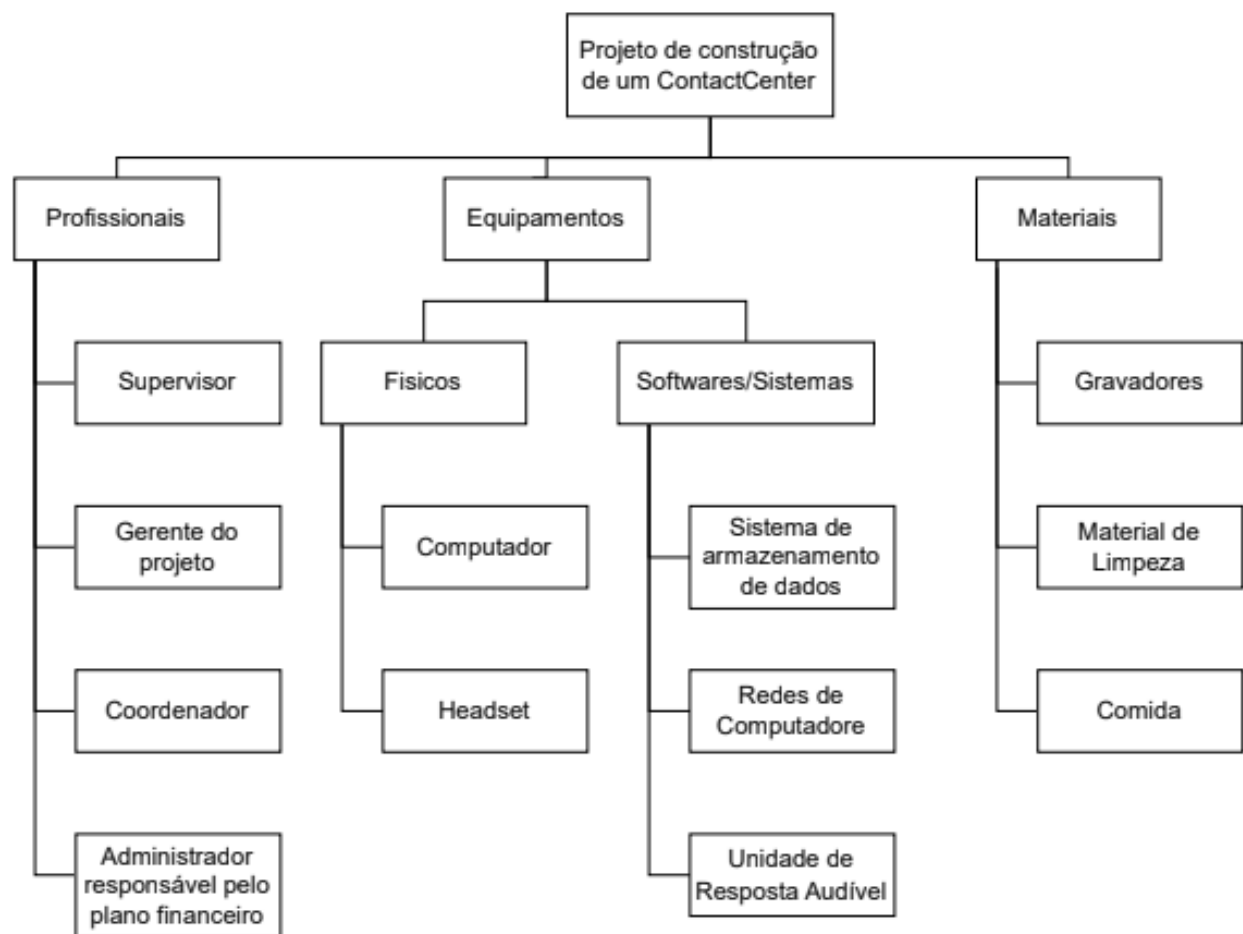 Projeto de construção
de um ContactCenter
Profissionais
Equipamentos
Materiais
Supervisor
Fisicos
Softwares/Sistemas
Gravadores
Gerente do
projeto
Computador
Sistema de
armazenamento
de dados
Material de
Limpeza
Coordenador
Headset
Redes de
Computadore
Comida
Administrador
responsável pelo
plano financeiro
Unidade de
Resposta Audível